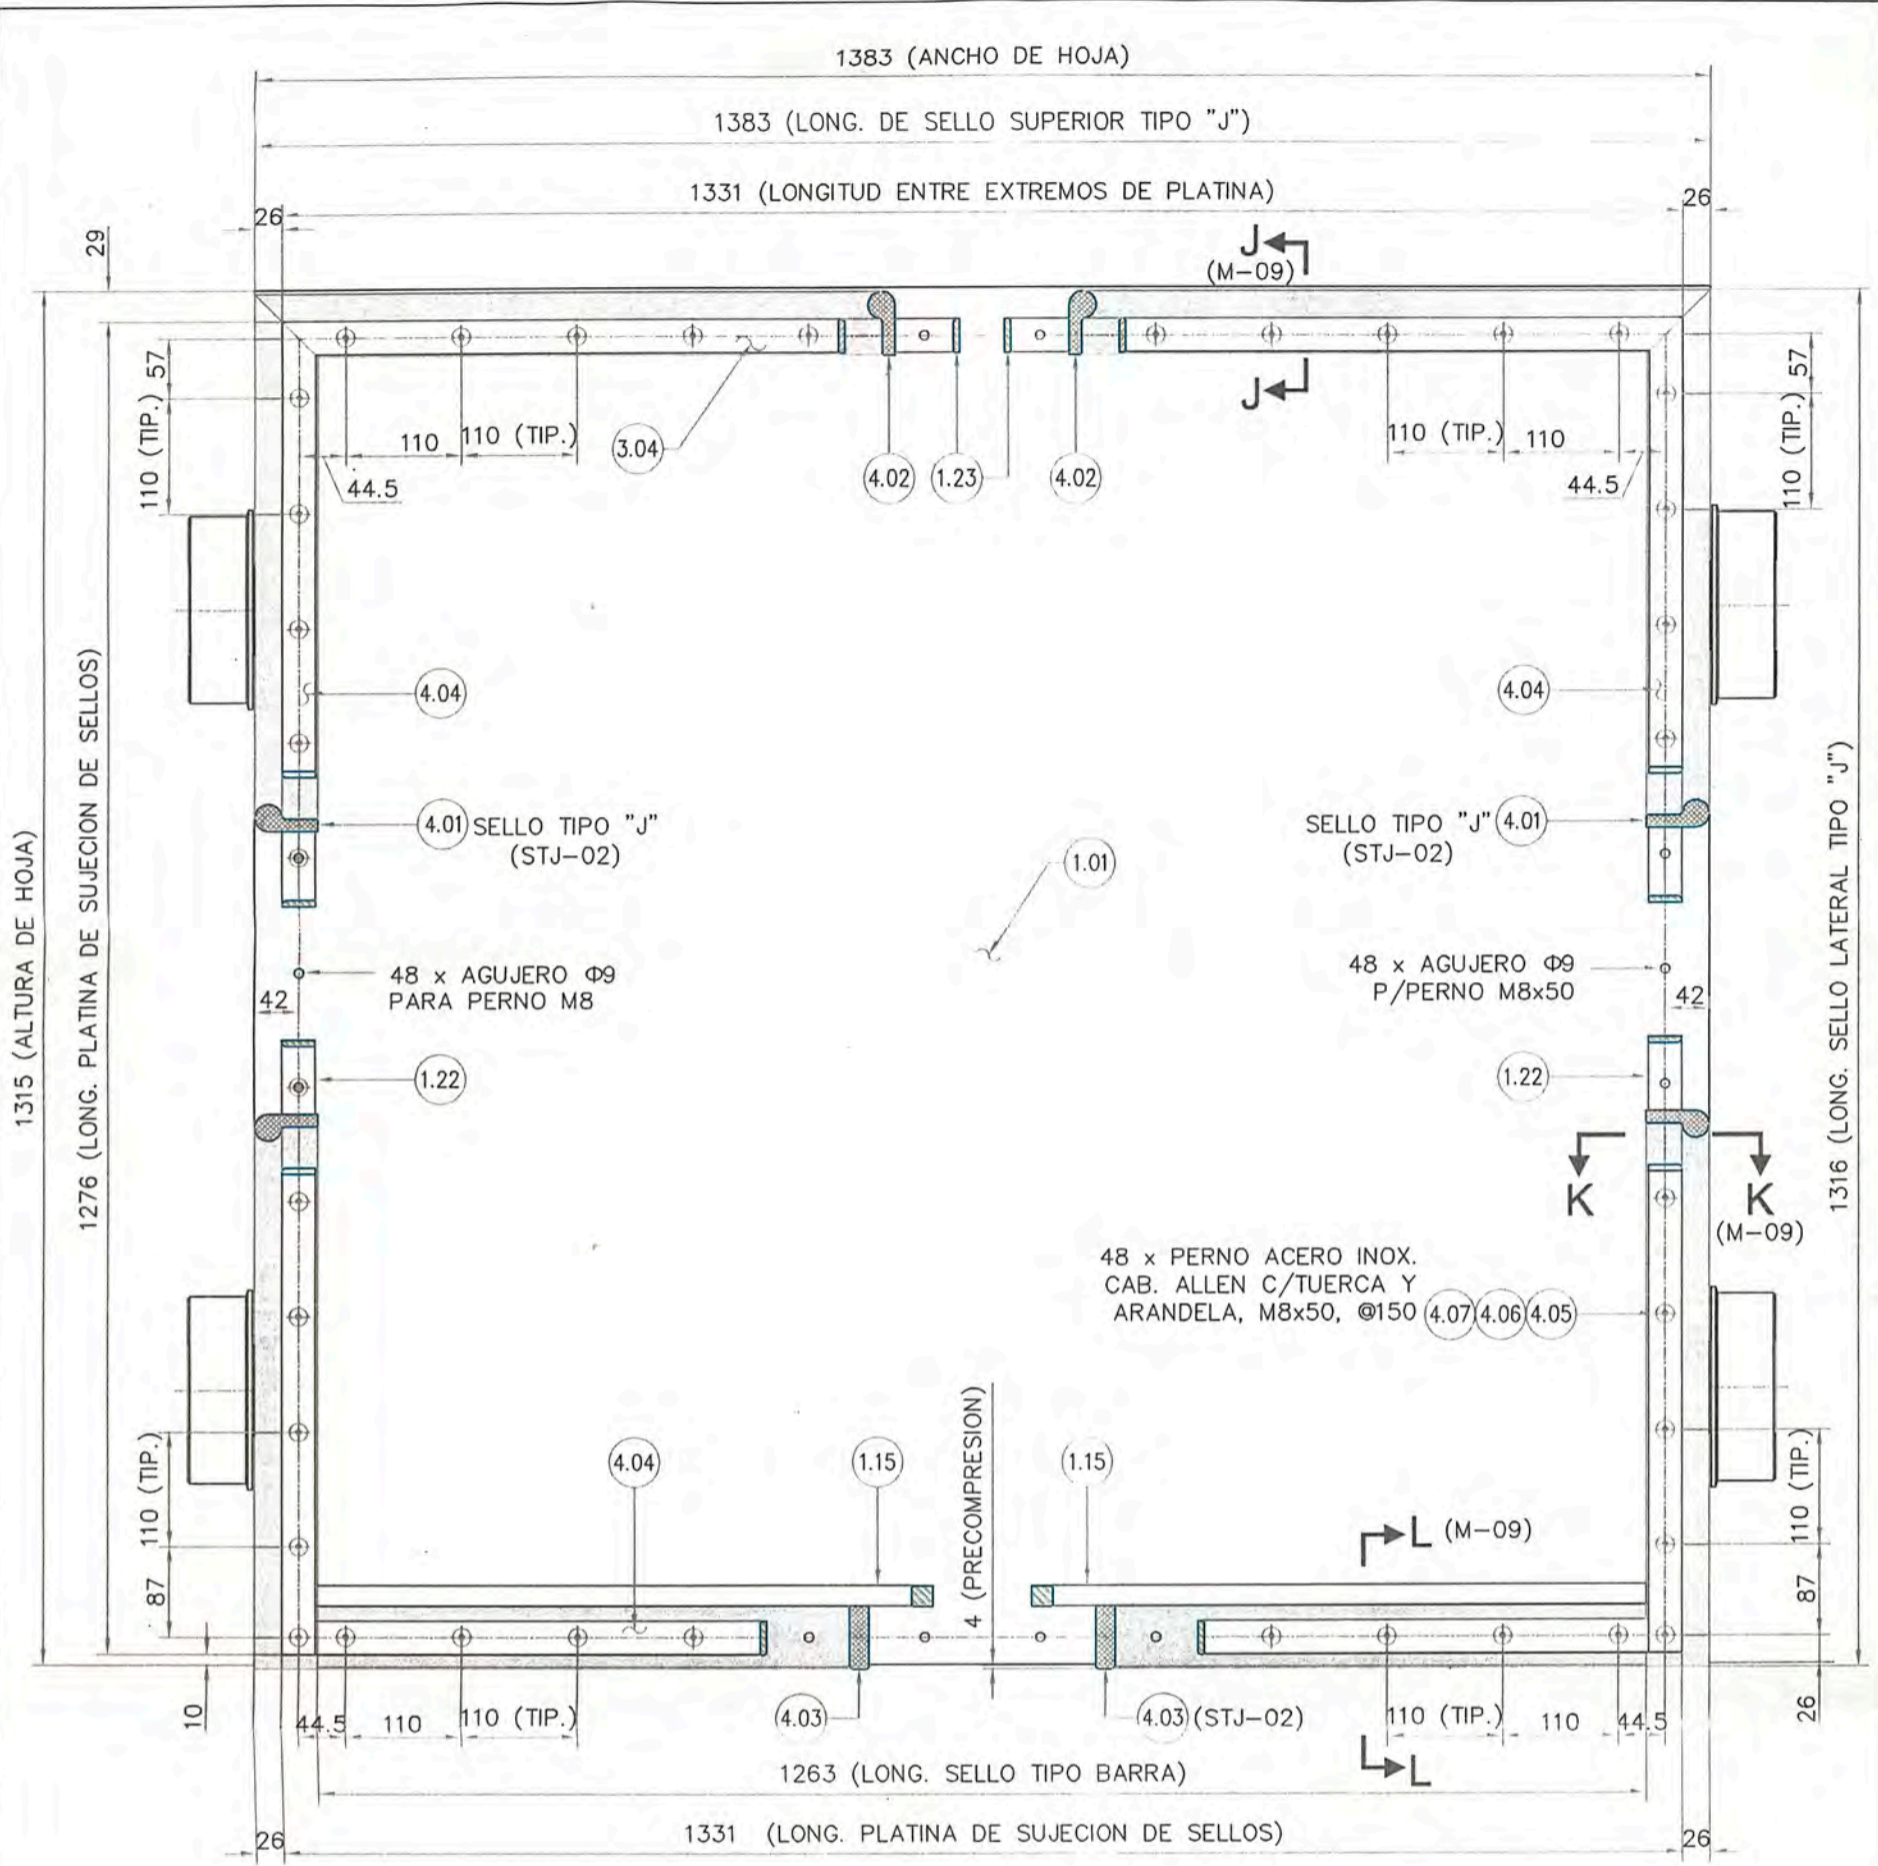 1383 (ANCHO DE HOJA)
1383 (LONG. DE SELLO SUPERIOR TIPO "J")
1331 (LONGITUD ENTRE EXTREMOS DE PLATINA)
26
26
29
J
(M-09)
57
57
110 (TIP.)
110
110 (TIP.)
3.04
J
110 (TIP.)
110
110 (TIP.)
44.5
4.02
1.23
4.02
44.5
4.04
4.04
1315 (ALTURA DE HOJA)
1276 (LONG. PLATINA DE SUJECION DE SELLOS)
1316 (LONG. SELLO LATERAL TIPO "J")
4.01 SELLO TIPO "J"
(STJ-02)
SELLO TIPO "J" 4.01
(STJ-02)
1.01
48 x AGUJERO Φ9
PARA PERNO M8
48 x AGUJERO Φ9
P/PERNO M8x50
42
42
1.22
1.22
K
K
(M-09)
48 x PERNO ACERO INOX.
CAB. ALLEN C/TUERCA Y
ARANDELA, M8x50, @150 4.07 4.06 4.05
4 (PRECOMPRESION)
110 (TIP.)
4.04
1.15
1.15
110 (TIP.)
L (M-09)
87
87
10
44.5
110
110 (TIP.)
4.03
4.03 (STJ-02)
110 (TIP.)
110
44.5
26
L
1263 (LONG. SELLO TIPO BARRA)
26
1331 (LONG. PLATINA DE SUJECION DE SELLOS)
26